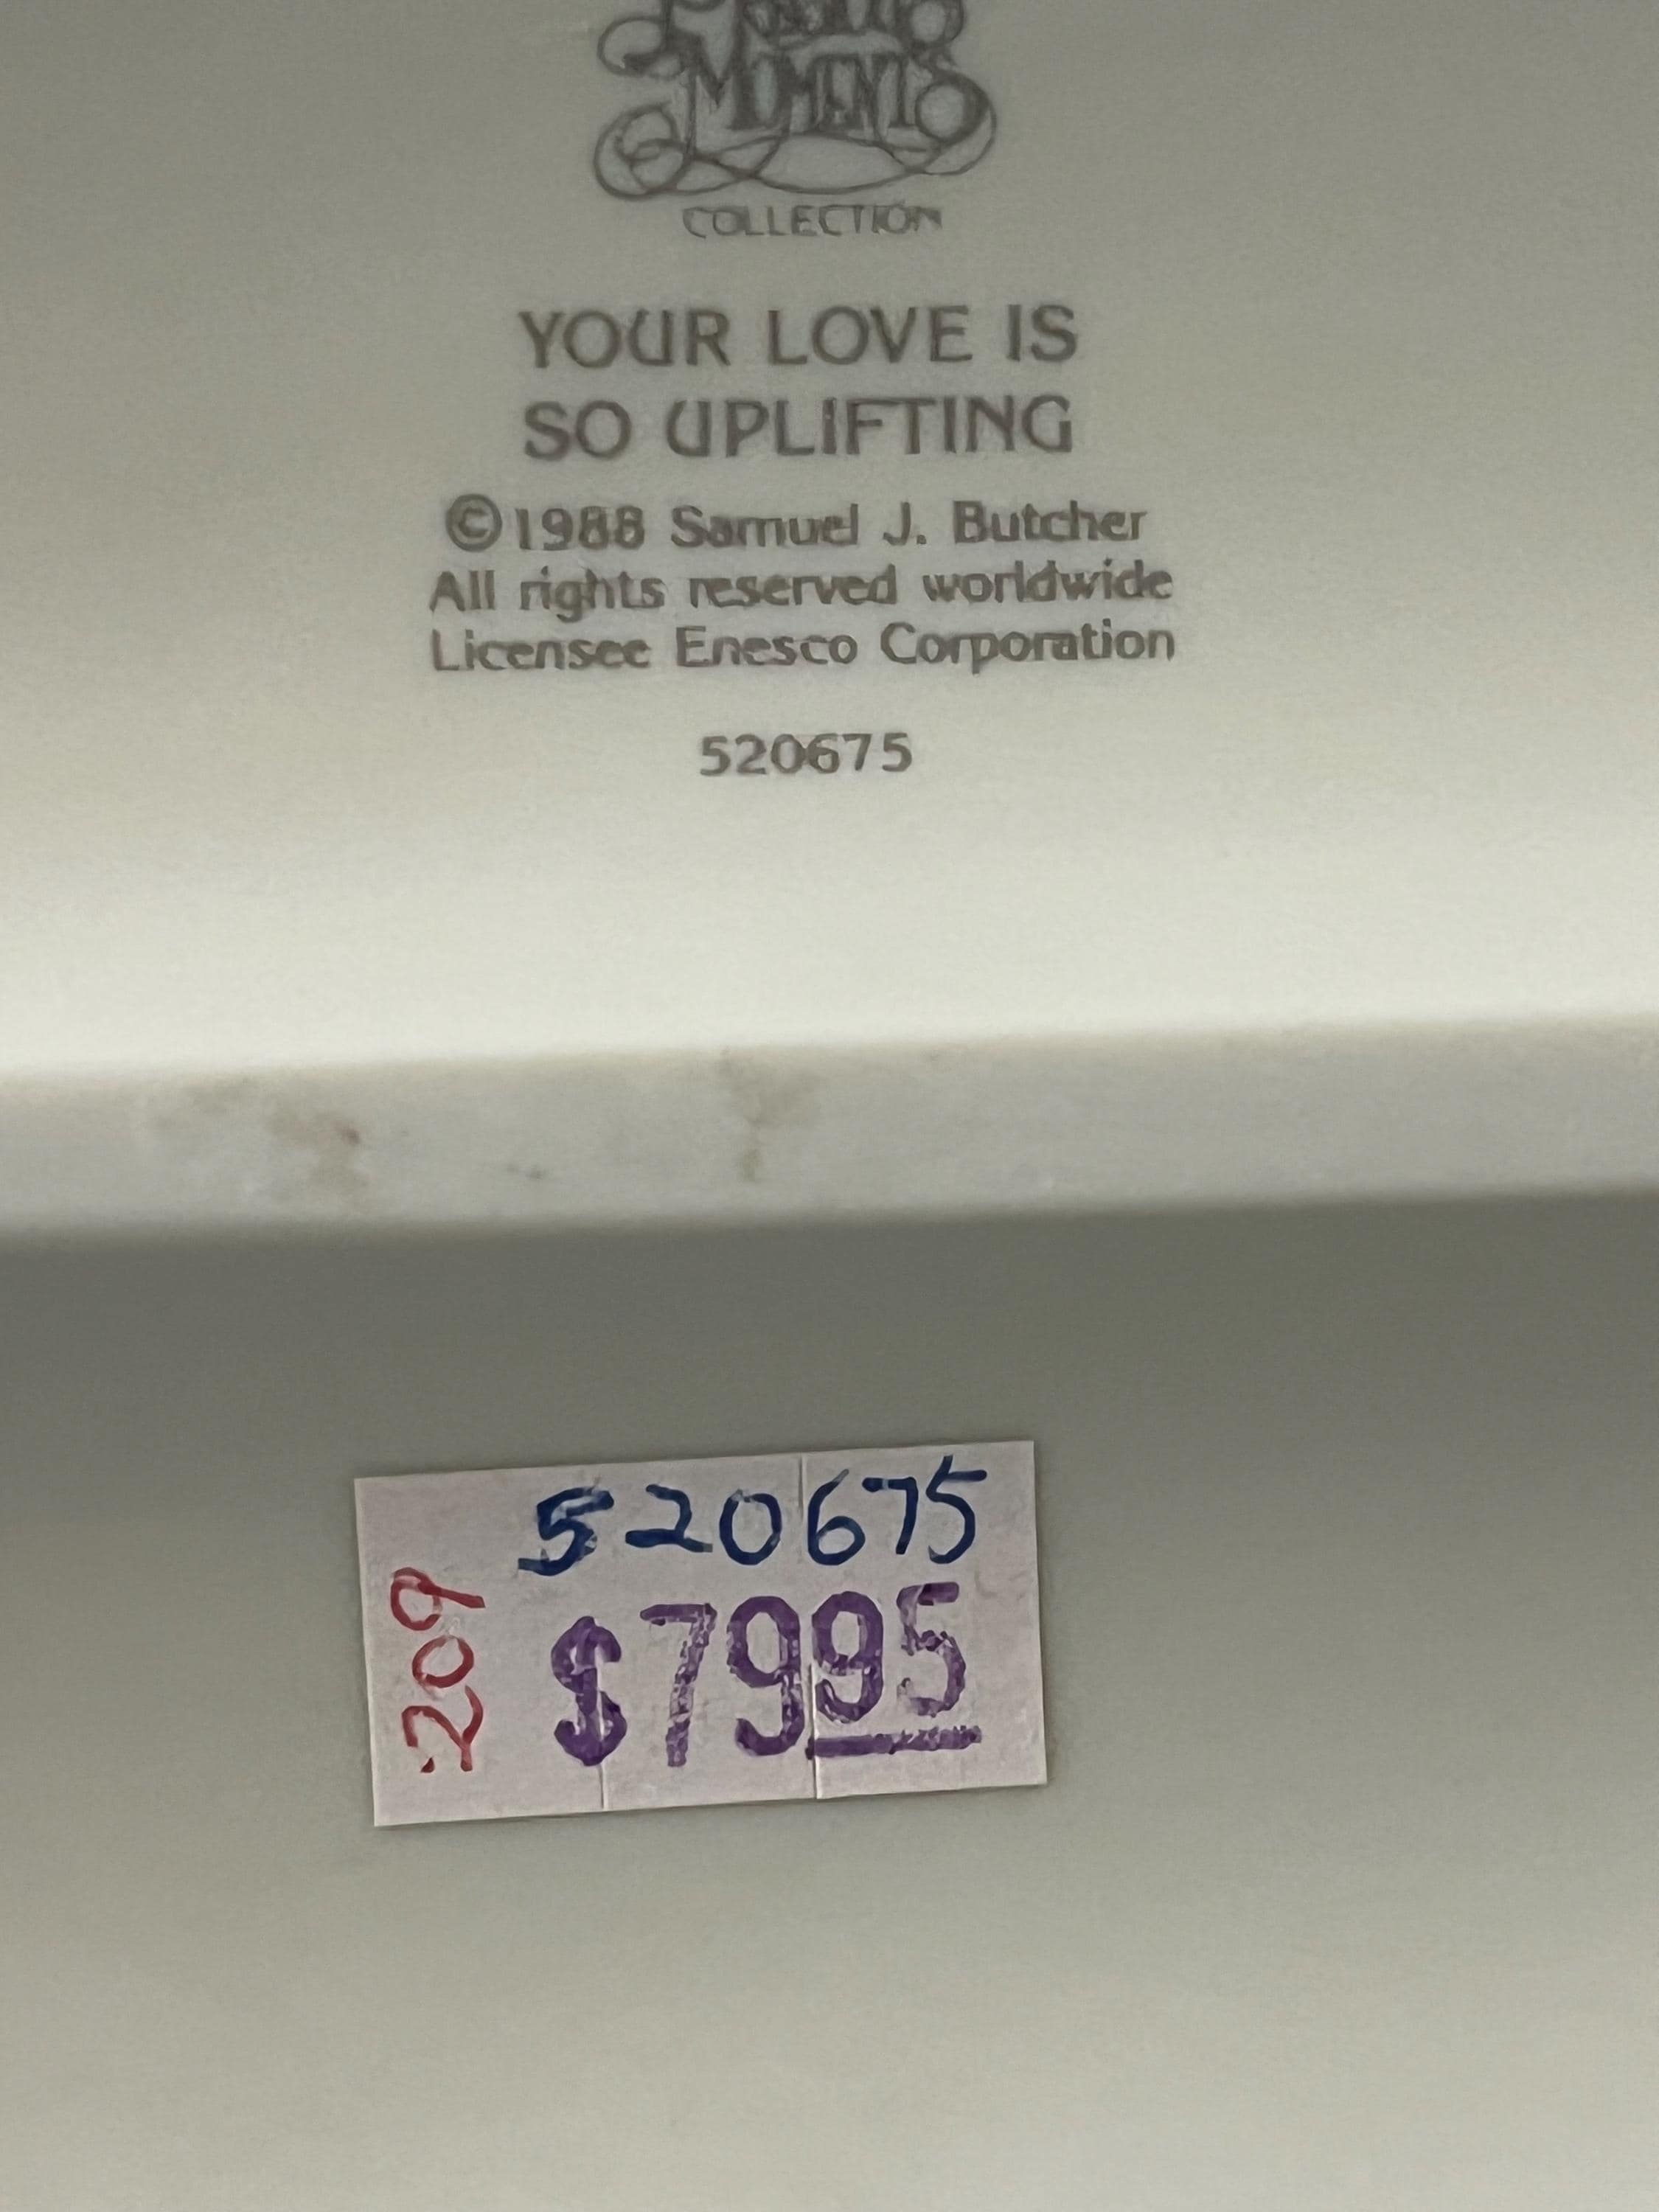 PRECIOUS
MOMENTS
COLLECTION
YOUR LOVE IS
SO UPLIFTING
©1988 Samuel J. Butcher
All rights reserved worldwide
Licensee Enesco Corporation
520675
520675
209
$7995